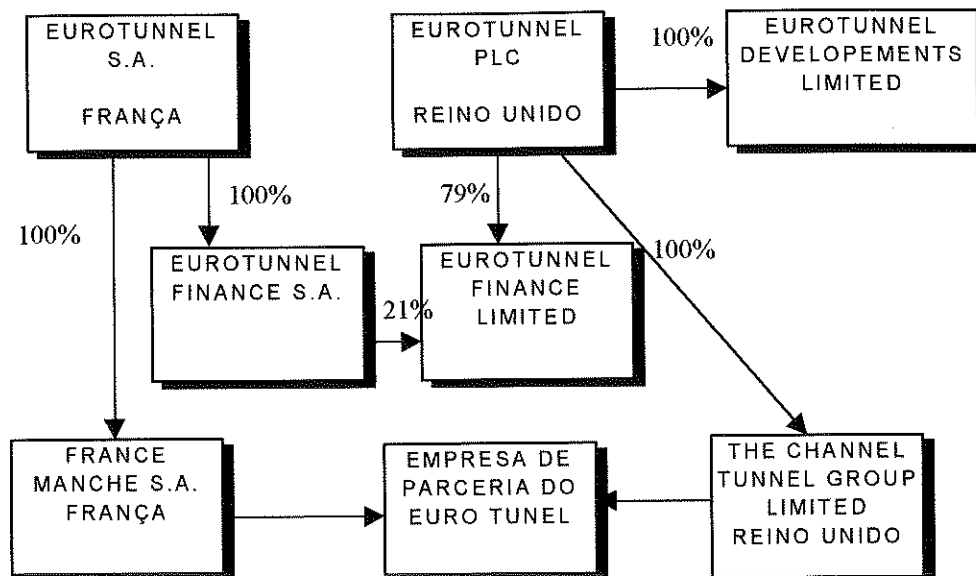 EUROTUNNEL
S.A.
FRANÇA
EUROTUNNEL
PLC
REINO UNIDO
100%
EUROTUNNEL
DEVELOPEMENTS
LIMITED
100%
100%
79%
100%
EUROTUNNEL
FINANCE S.A.
21%
EUROTUNNEL
FINANCE
LIMITED
FRANCE
MANCHE S.A.
FRANÇA
EMPRESA DE
PARCERIA DO
EURO TUNEL
THE CHANNEL
TUNNEL GROUP
LIMITED
REINO UNIDO